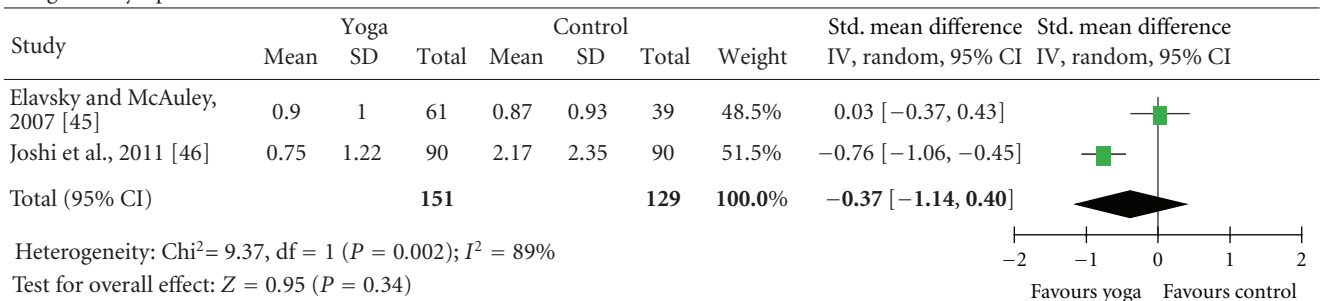 Yoga Control Std. mean difference Std. mean difference
Study Mean SD Total Mean SD Total Weight IV, random, 95% CI IV, random, 95% CI
Elavsky and McAuley,
2007 [45] 0.9 1 61 0.87 0.93 39 48.5% 0.03 [−0.37, 0.43]
Joshi et al., 2011 [46] 0.75 1.22 90 2.17 2.35 90 51.5% −0.76 [−1.06, −0.45]
Total (95% CI) 151 129 100.0% −0.37 [−1.14, 0.40]
Heterogeneity: Chi²= 9.37, df = 1 (P = 0.002); I² = 89%
Test for overall effect: Z = 0.95 (P = 0.34)
−2 −1 0 1 2
Favours yoga Favours control